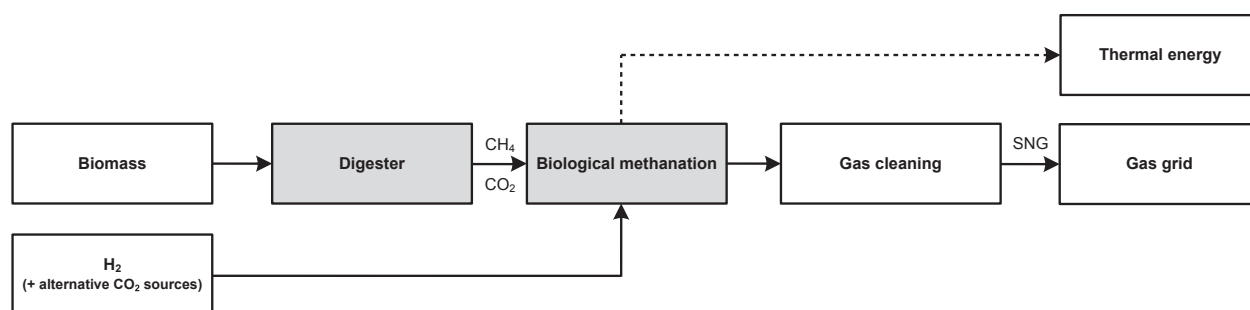 Thermal energy
Biomass
Digester
CH₄
CO₂
Biological methanation
Gas cleaning
SNG
Gas grid
H₂
(+ alternative CO₂ sources)